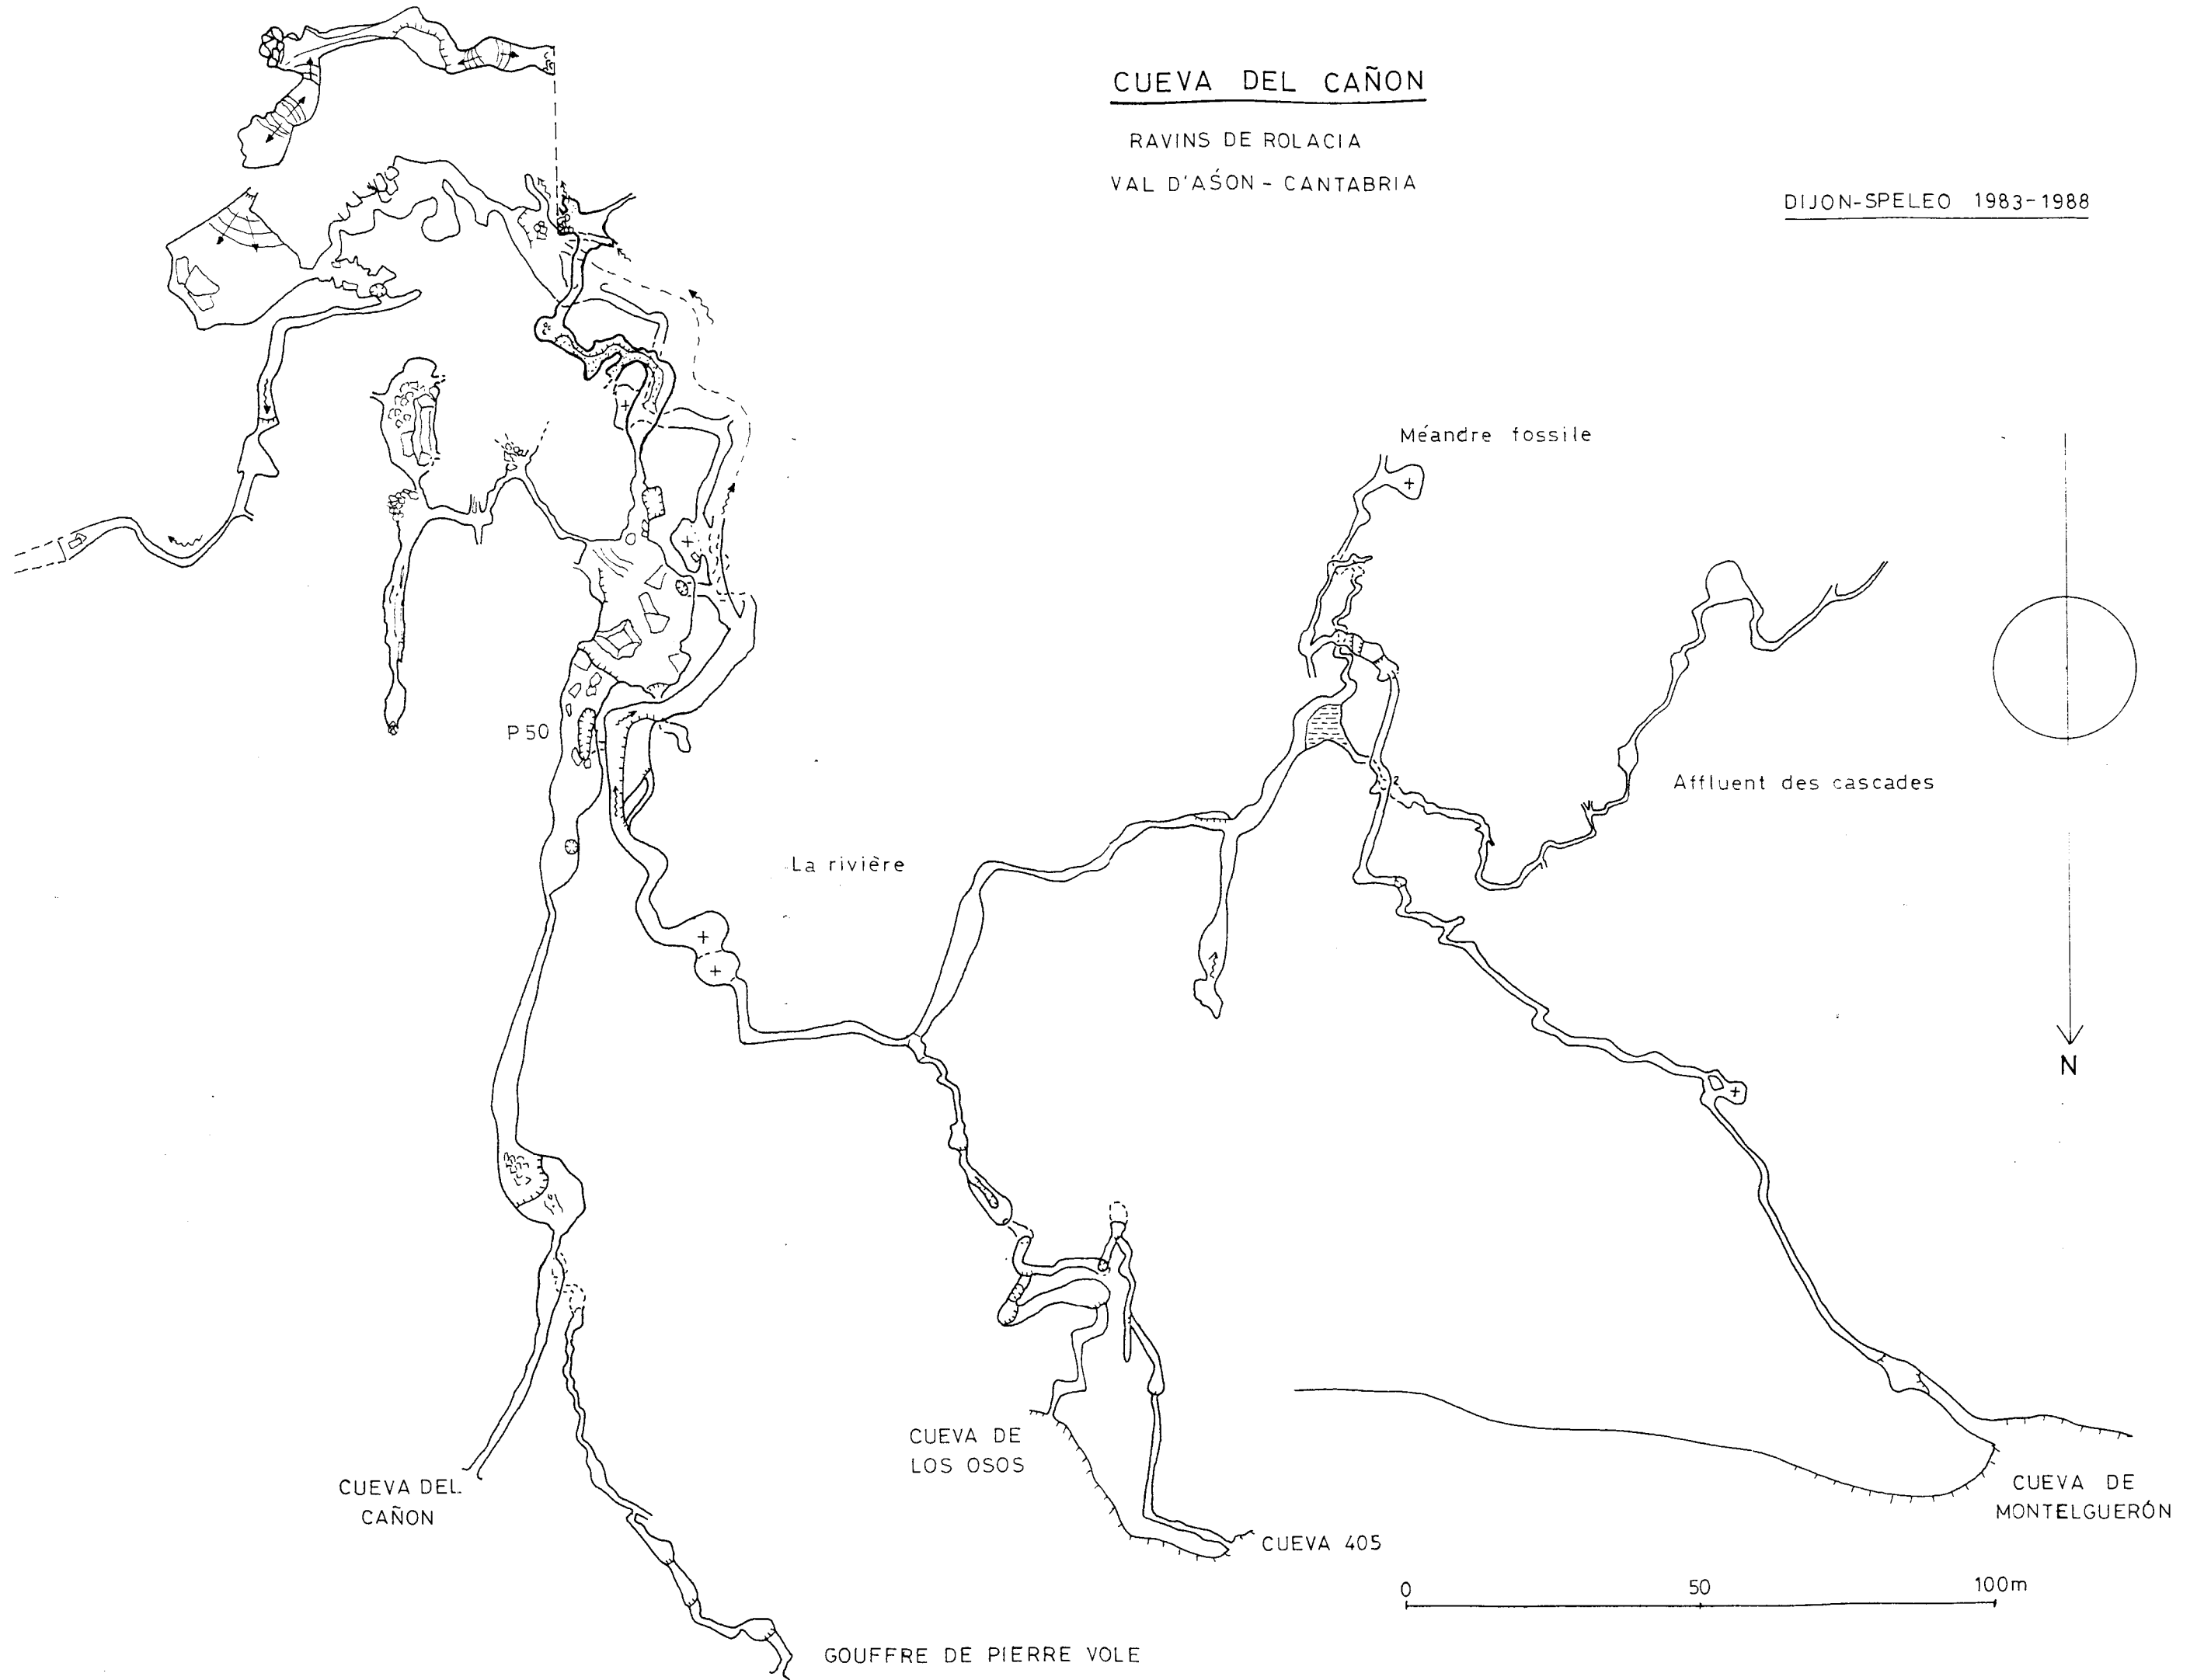 CUEVA DEL CAÑON
RAVINS DE ROLACIA
VAL D'AŚON - CANTABRIA
DIJON-SPELEO 1983-1988
Méandre fossile
P 50
Affluent des cascades
La rivière
N
CUEVA DE
LOS OSOS
CUEVA DEL
CAÑON
CUEVA DE
MONTELGUERÓN
CUEVA 405
0 50 100m
GOUFFRE DE PIERRE VOLE